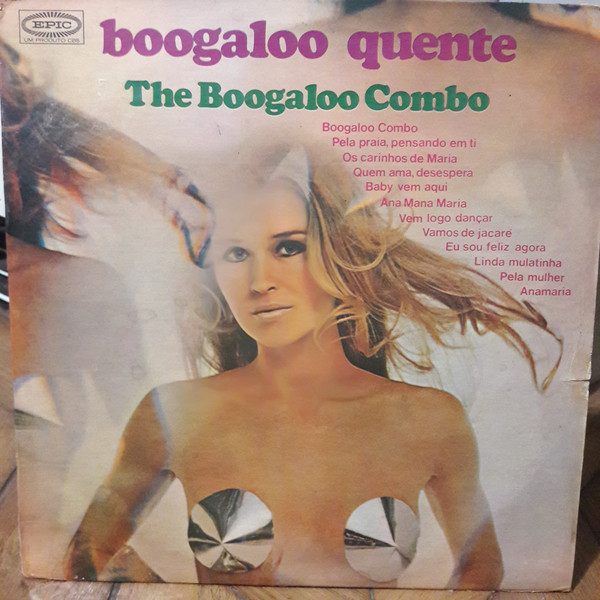 EPIC
UM PRODUTO CBS
boogaloo quente
The Boogaloo Combo
Boogaloo Combo
Pela praia, pensando em ti
Os carinhos de Maria
Quem ama, desespera
Baby vem aqui
Ana Mana Maria
Vem logo dançar
Vamos de jacaré
Eu sou feliz agora
Linda mulatinha
Pela mulher
Anamaria